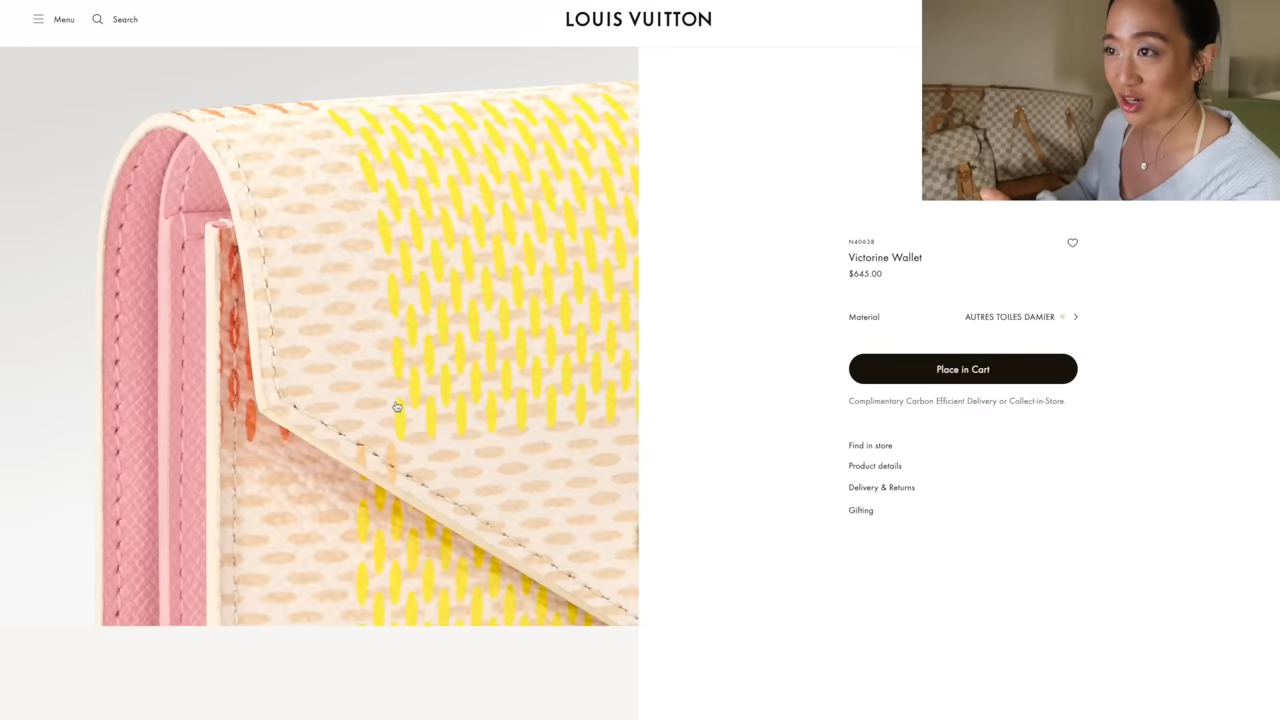 Menu
Search
LOUIS VUITTON
N40638
Victorine Wallet
$645.00
Material
AUTRES TOILES DAMIER
Place in Cart
Complimentary Carbon Efficient Delivery or Collect-in-Store.
Find in store
Product details
Delivery & Returns
Gifting